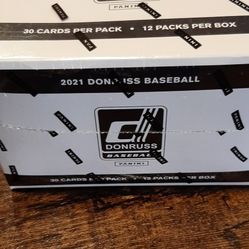 30 CARDS PER PACK • 12 PACKS PER BOX
PANINI
2021 DONRUSS BASEBALL
DONRUSS
BASEBALL
PANINI
30 CARDS PER PACK • 12 PACKS PER BOX